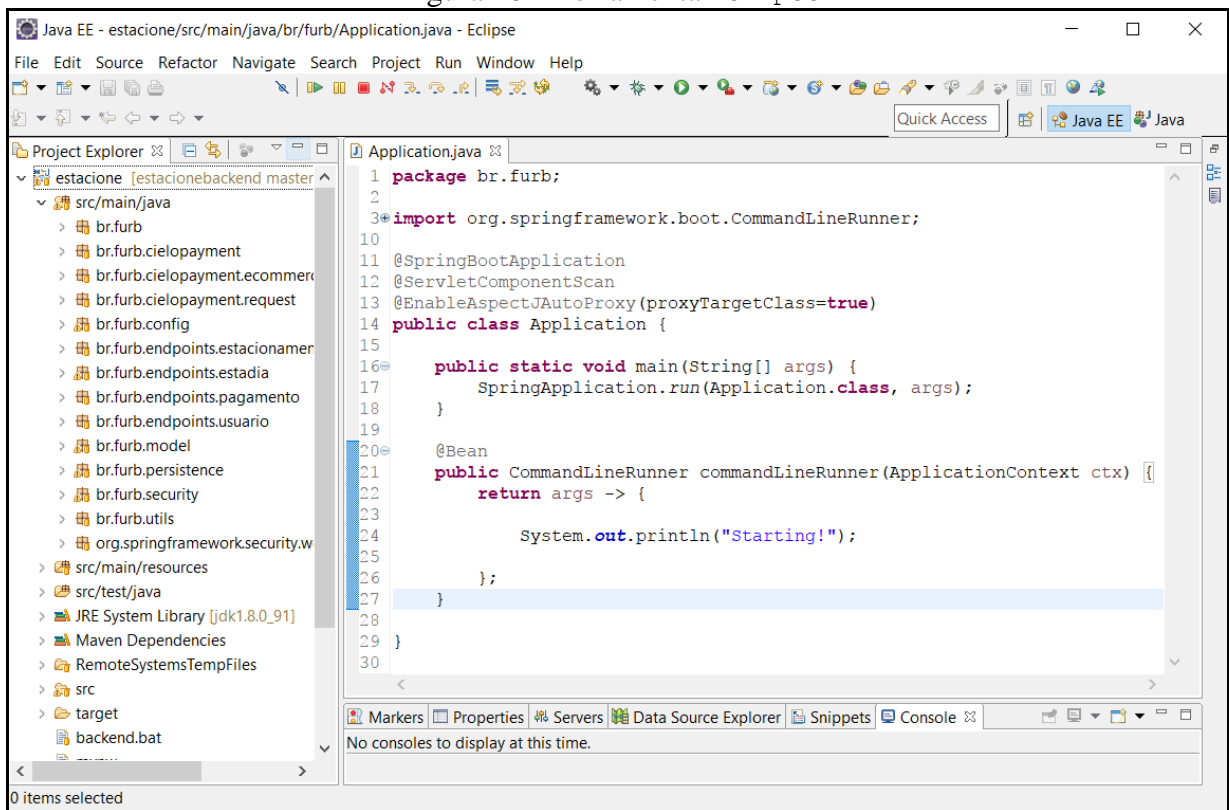 Java EE - estacione/src/main/java/br/furb/Application.java - Eclipse
File Edit Source Refactor Navigate Search Project Run Window Help
Quick Access
Java EE
Java
Project Explorer
estacione [estacionebackend master
src/main/java
br.furb
br.furb.cielopayment
br.furb.cielopayment.ecommer
br.furb.cielopayment.request
br.furb.config
br.furb.endpoints.estacionamen
br.furb.endpoints.estadia
br.furb.endpoints.pagamento
br.furb.endpoints.usuario
br.furb.model
br.furb.persistence
br.furb.security
br.furb.utils
org.springframework.security.w
src/main/resources
src/test/java
JRE System Library [jdk1.8.0_91]
Maven Dependencies
RemoteSystemsTempFiles
src
target
backend.bat
Application.java
1 package br.furb;
2
3 import org.springframework.boot.CommandLineRunner;
10
11 @SpringBootApplication
12 @ServletComponentScan
13 @EnableAspectJAutoProxy(proxyTargetClass=true)
14 public class Application {
15
16 public static void main(String[] args) {
17 SpringApplication.run(Application.class, args);
18 }
19
20 @Bean
21 public CommandLineRunner commandLineRunner(ApplicationContext ctx) {
22 return args -> {
23
24 System.out.println("Starting!");
25
26 };
27 }
28
29 }
30
Markers Properties Servers Data Source Explorer Snippets Console
No consoles to display at this time.
0 items selected